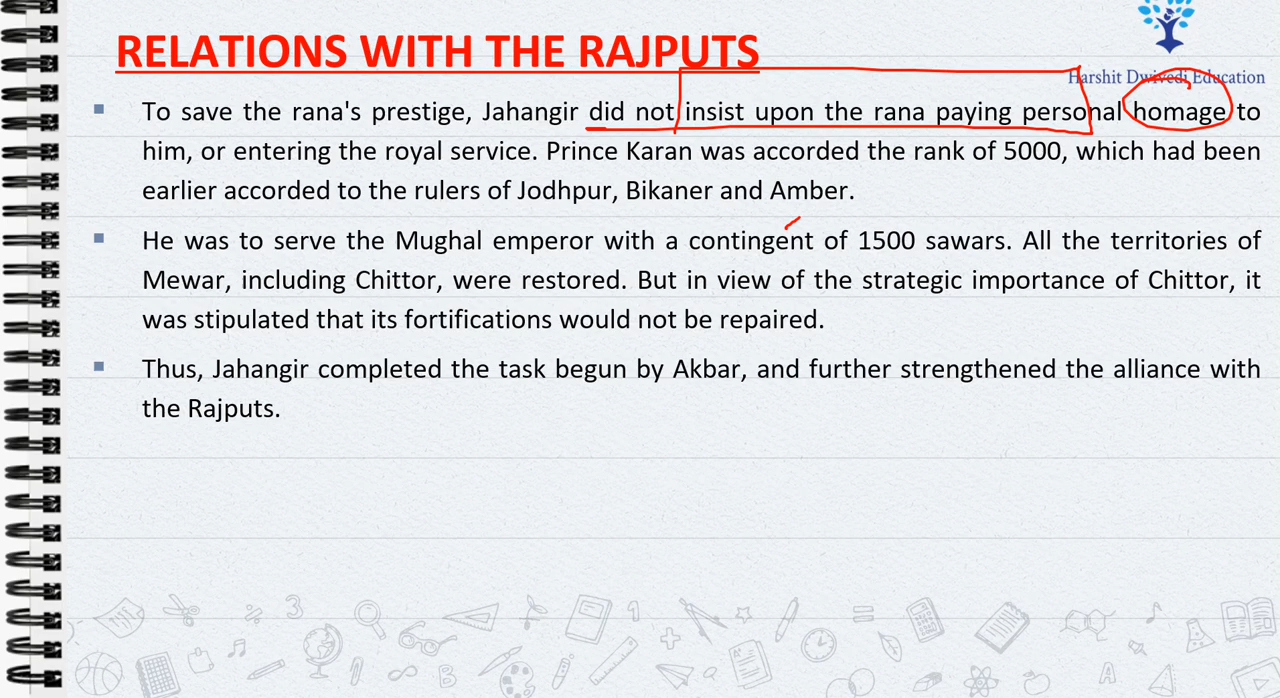 RELATIONS WITH THE RAJPUTS
Harshit Dwivedi Education
▪ To save the rana's prestige, Jahangir did not insist upon the rana paying personal homage to
him, or entering the royal service. Prince Karan was accorded the rank of 5000, which had been
earlier accorded to the rulers of Jodhpur, Bikaner and Amber.
▪ He was to serve the Mughal emperor with a contingent of 1500 sawars. All the territories of
Mewar, including Chittor, were restored. But in view of the strategic importance of Chittor, it
was stipulated that its fortifications would not be repaired.
▪ Thus, Jahangir completed the task begun by Akbar, and further strengthened the alliance with
the Rajputs.